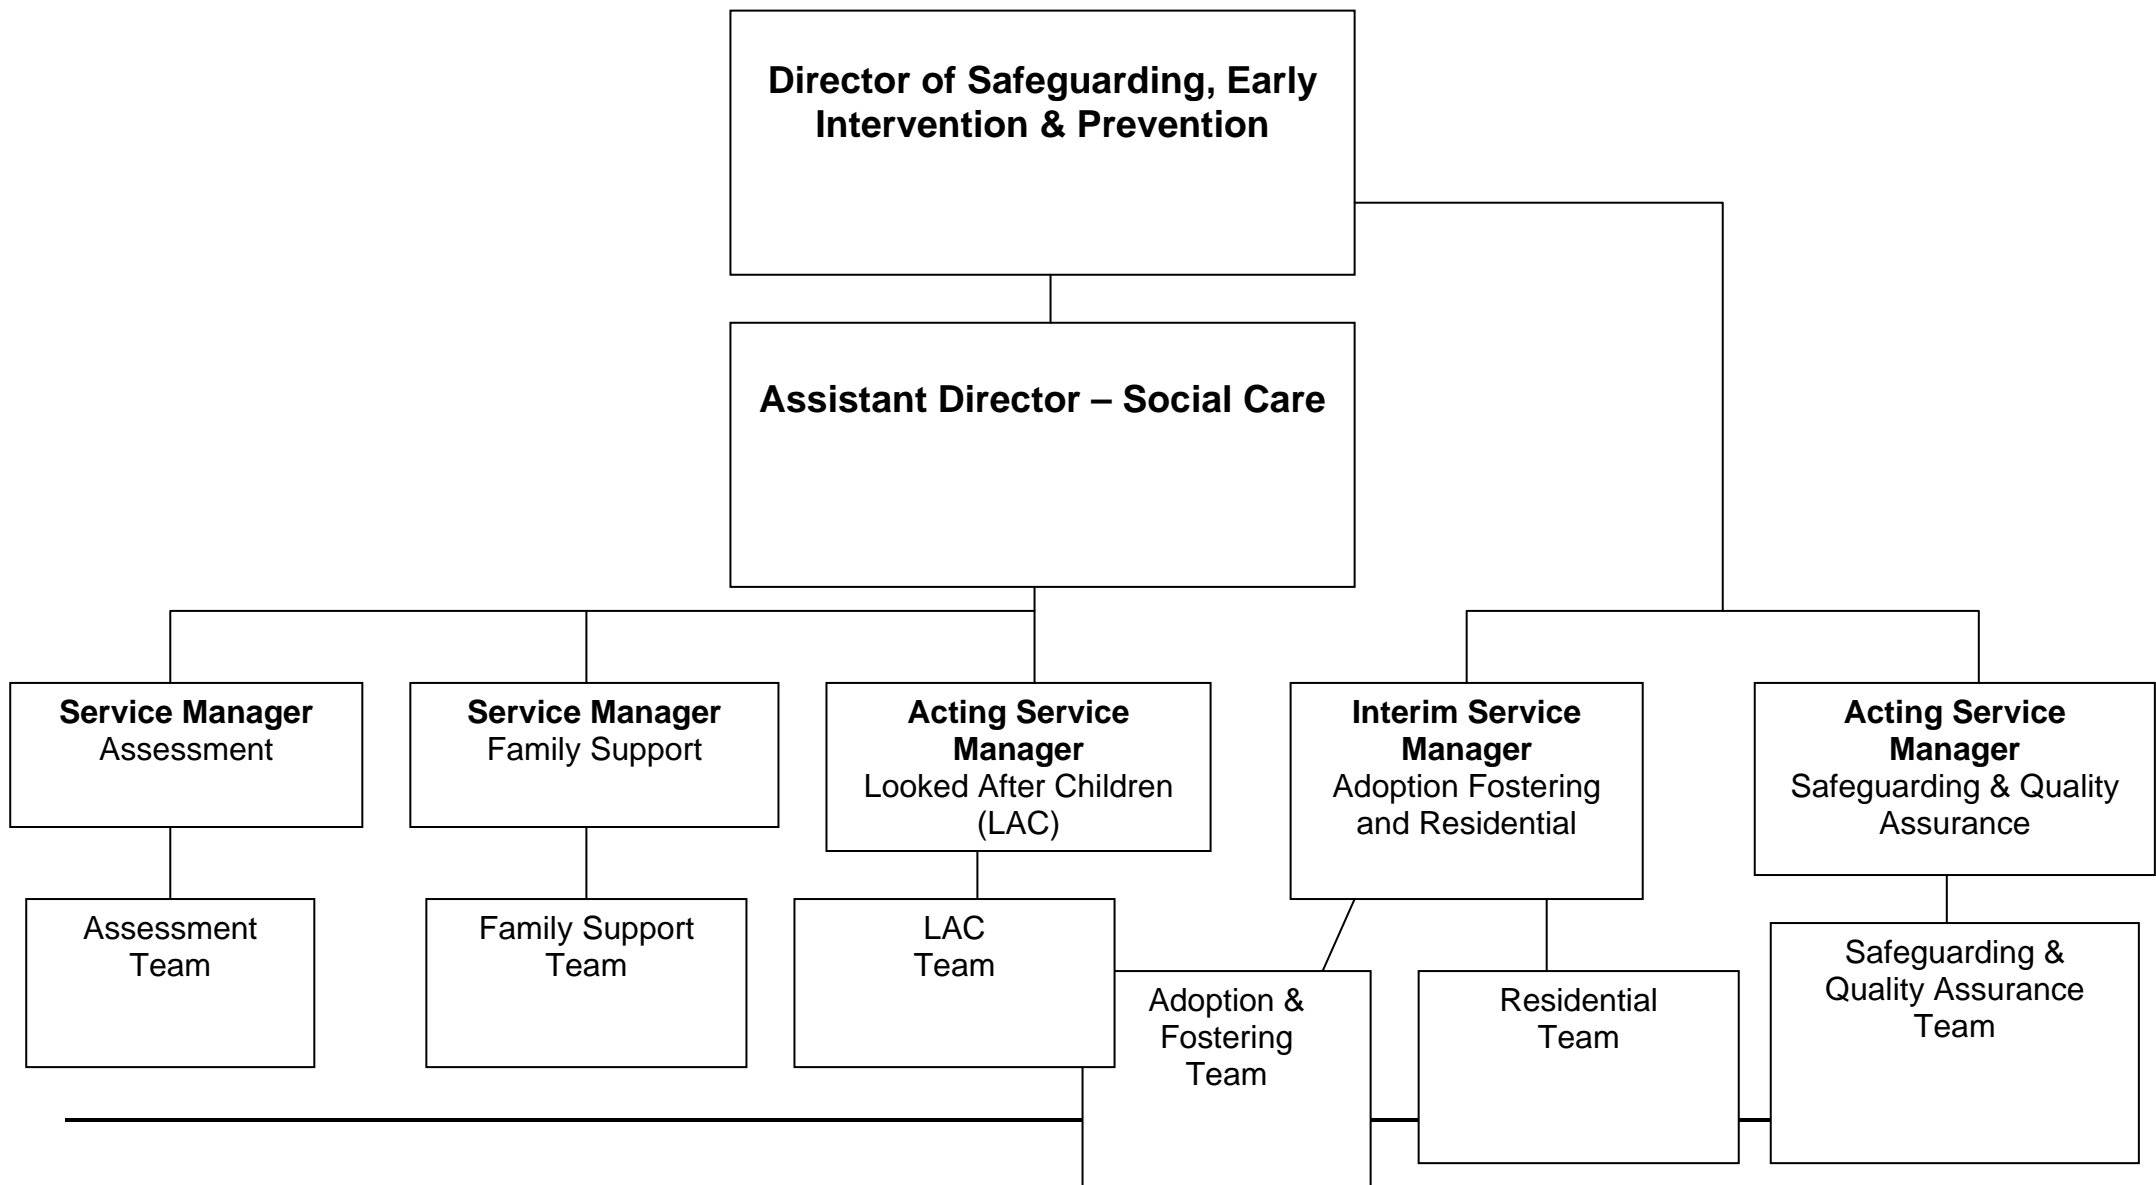 Director of Safeguarding, Early
Intervention & Prevention
Assistant Director – Social Care
Service Manager
Assessment
Service Manager
Family Support
Acting Service
Manager
Looked After Children
(LAC)
Interim Service
Manager
Adoption Fostering
and Residential
Acting Service
Manager
Safeguarding & Quality
Assurance
Assessment
Team
Family Support
Team
LAC
Team
Adoption &
Fostering
Team
Residential
Team
Safeguarding &
Quality Assurance
Team